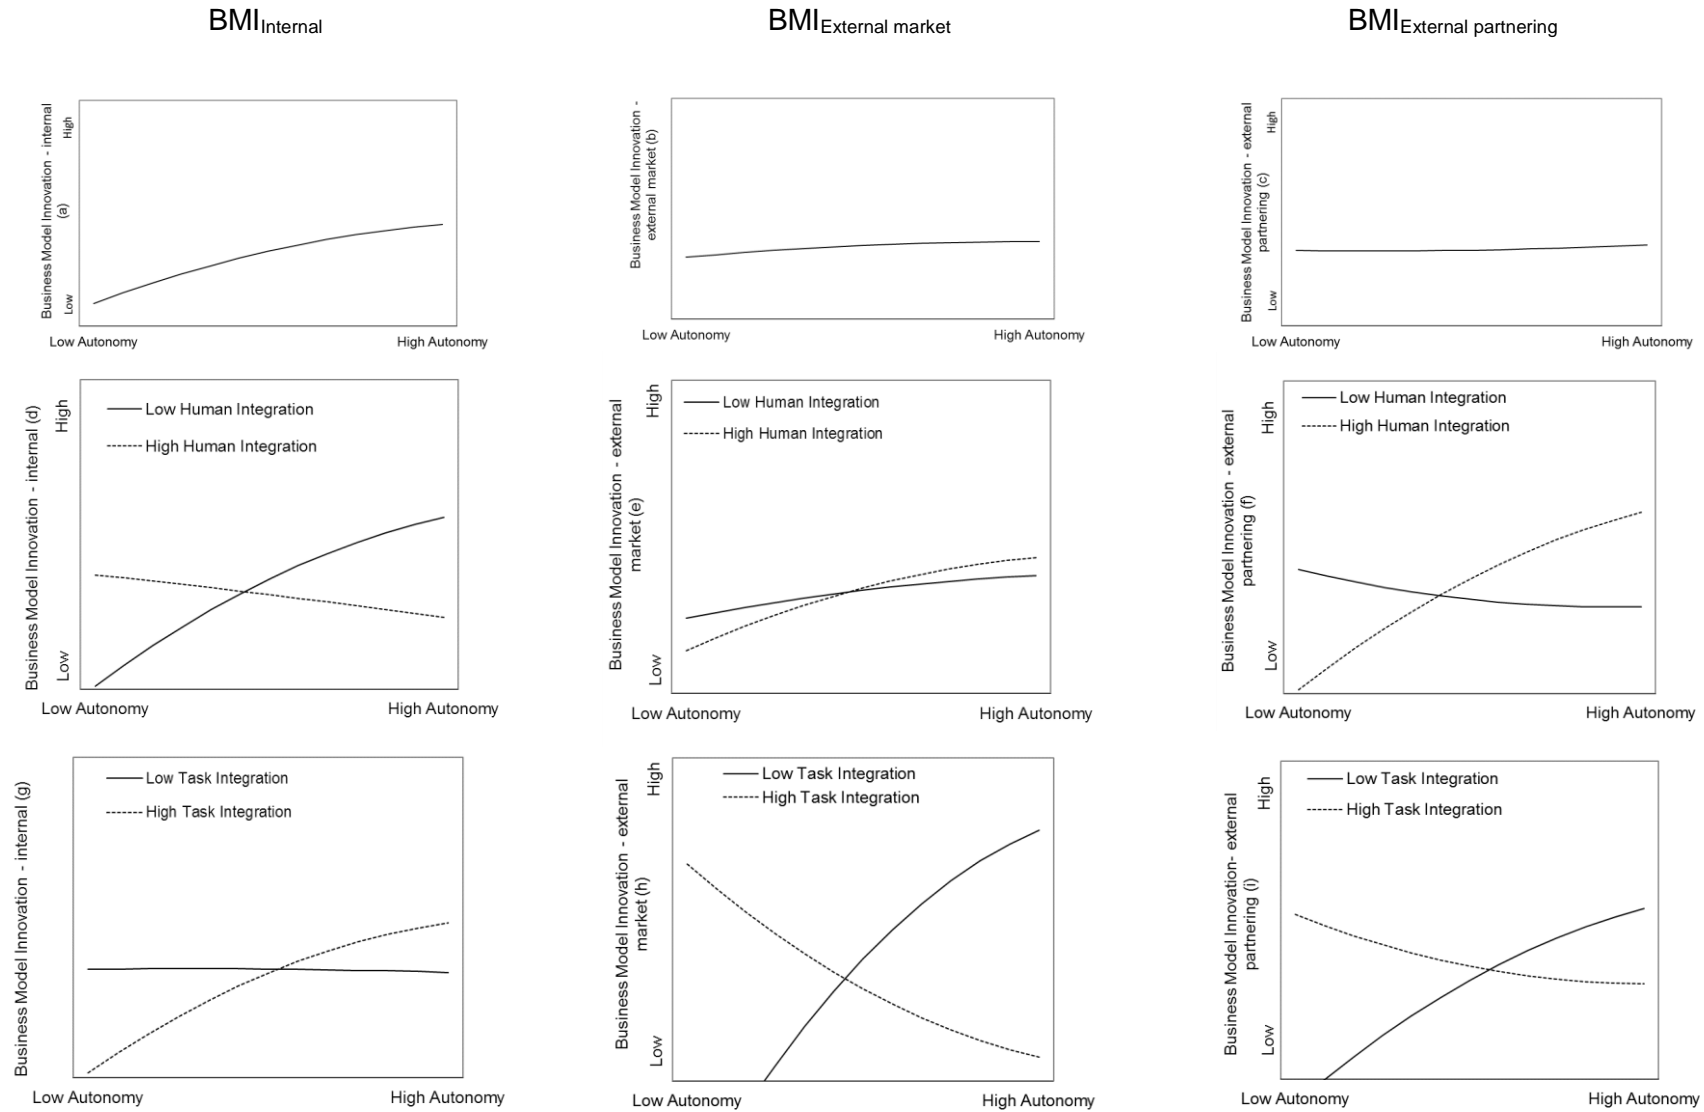 BMIInternal
BMIExternal market
BMIExternal partnering
Business Model Innovation - internal
(a)
High
Low
Low Autonomy
High Autonomy
Business Model Innovation -
external market (b)
Low Autonomy
High Autonomy
Business Model Innovation - external
partnering (c)
High
Low
Low Autonomy
High Autonomy
Business Model Innovation - internal (d)
High
Low
Low Human Integration
High Human Integration
Low Autonomy
High Autonomy
Business Model Innovation - external
market (e)
High
Low
Low Human Integration
High Human Integration
Low Autonomy
High Autonomy
Business Model Innovation - external
partnering (f)
High
Low
Low Human Integration
High Human Integration
Low Autonomy
High Autonomy
Business Model Innovation - internal (g)
Low Task Integration
High Task Integration
Low Autonomy
High Autonomy
Business Model Innovation - external
market (h)
High
Low
Low Task Integration
High Task Integration
Low Autonomy
High Autonomy
Business Model Innovation- external
partnering (i)
High
Low
Low Task Integration
High Task Integration
Low Autonomy
High Autonomy